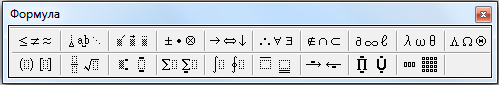 Формула
≤ ≠ ≈ ± • ⊗ → ⇔ ↓ ∴ ∀ ∃ ∉ ∩ ⊂ ∂ ∞ ℓ λ ω θ Λ Ω Θ
(⬚) [⬚] √⬚ Σ⬚ Σ⬚ ∫⬚ ∮⬚ → ← Π Ụ